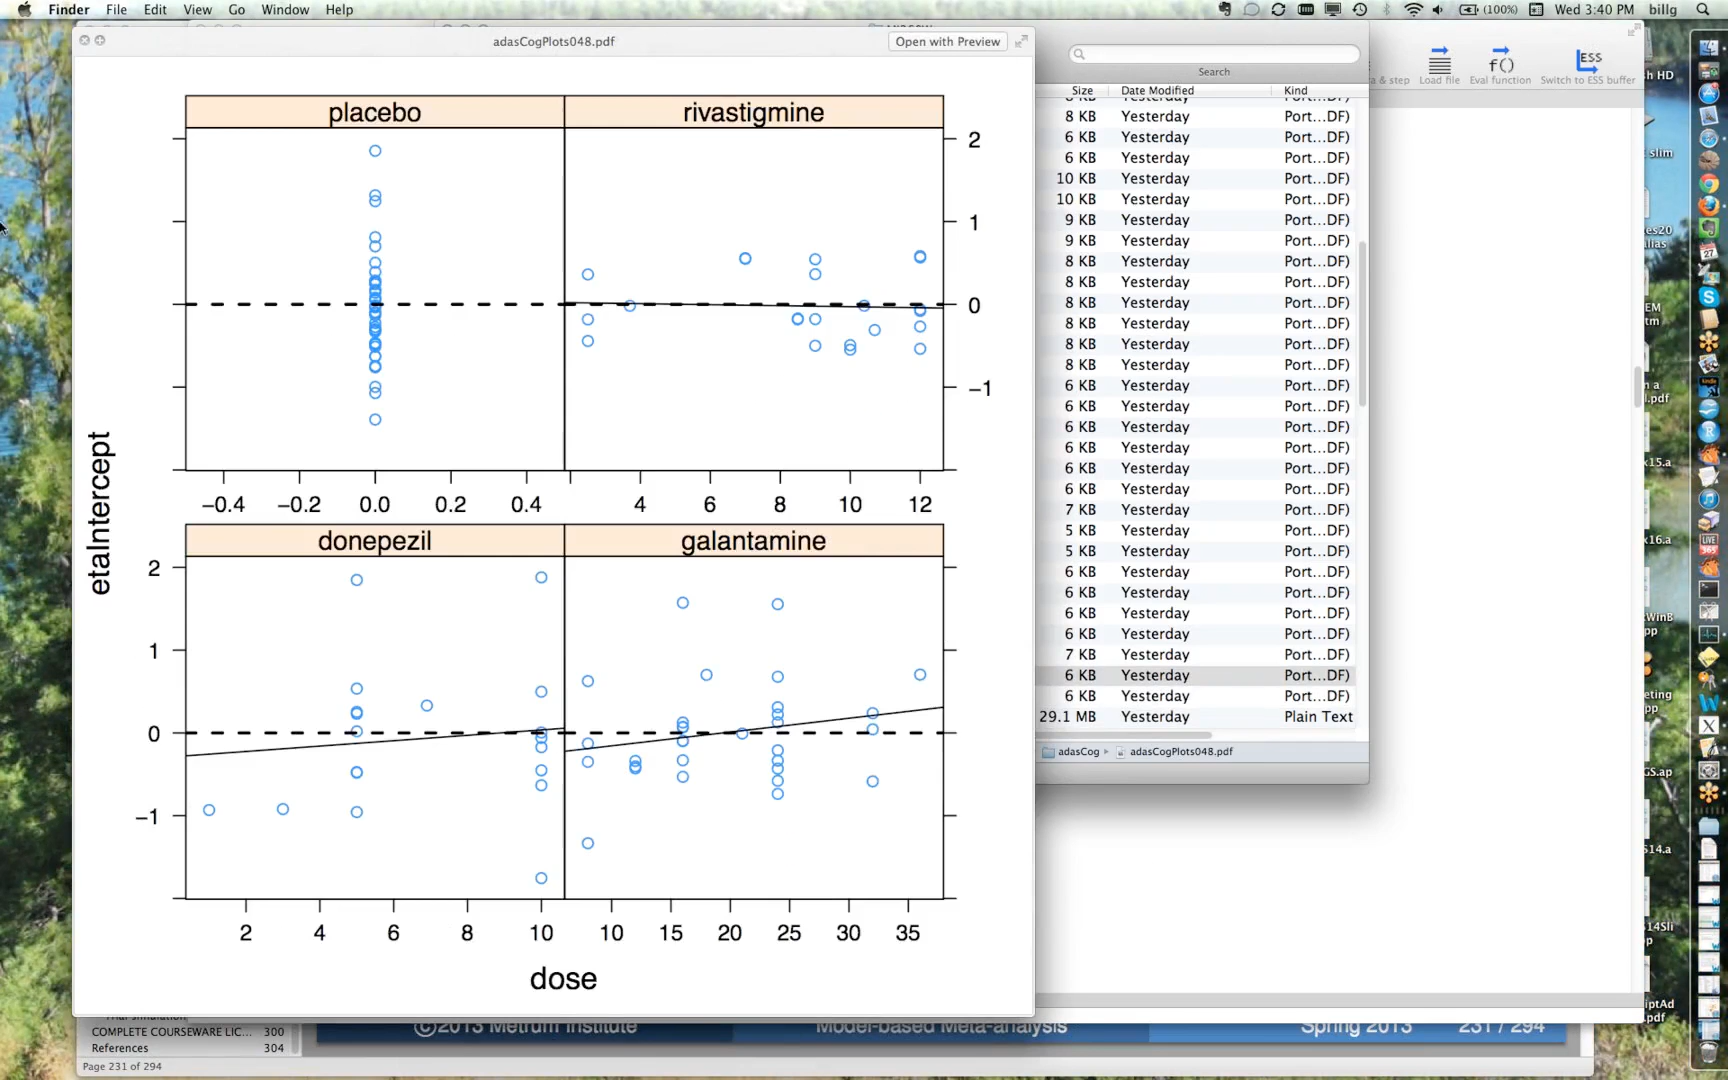 Finder File Edit View Go Window Help
(100%) Wed 3:40 PM billg
adasCogPlots048.pdf
Open with Preview
placebo
rivastigmine
2
1
0
−1
−0.4 −0.2 0.0 0.2 0.4
4 6 8 10 12
etaIntercept
donepezil
galantamine
2
1
0
−1
2 4 6 8 10
10 15 20 25 30 35
dose
Search
Size Date Modified Kind
8 KB Yesterday Port...DF)
6 KB Yesterday Port...DF)
6 KB Yesterday Port...DF)
10 KB Yesterday Port...DF)
10 KB Yesterday Port...DF)
9 KB Yesterday Port...DF)
9 KB Yesterday Port...DF)
8 KB Yesterday Port...DF)
8 KB Yesterday Port...DF)
8 KB Yesterday Port...DF)
8 KB Yesterday Port...DF)
8 KB Yesterday Port...DF)
8 KB Yesterday Port...DF)
6 KB Yesterday Port...DF)
6 KB Yesterday Port...DF)
6 KB Yesterday Port...DF)
6 KB Yesterday Port...DF)
6 KB Yesterday Port...DF)
6 KB Yesterday Port...DF)
7 KB Yesterday Port...DF)
5 KB Yesterday Port...DF)
5 KB Yesterday Port...DF)
6 KB Yesterday Port...DF)
6 KB Yesterday Port...DF)
6 KB Yesterday Port...DF)
6 KB Yesterday Port...DF)
7 KB Yesterday Port...DF)
6 KB Yesterday Port...DF)
6 KB Yesterday Port...DF)
29.1 MB Yesterday Plain Text
adasCog adasCogPlots048.pdf
& step Load file Eval function Switch to ESS buffer
f()
ESS
COMPLETE COURSEWARE LIC... 300
References 304
Page 231 of 294
©2013 Metrum Institute Model-based Meta-analysis Spring 2013 231 / 294